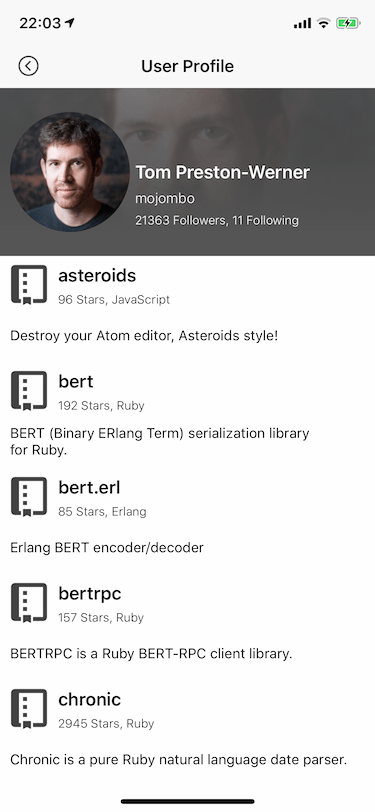 22:03
User Profile
Tom Preston-Werner
mojombo
21363 Followers, 11 Following
asteroids
96 Stars, JavaScript
Destroy your Atom editor, Asteroids style!
bert
192 Stars, Ruby
BERT (Binary ERlang Term) serialization library
for Ruby.
bert.erl
85 Stars, Erlang
Erlang BERT encoder/decoder
bertrpc
157 Stars, Ruby
BERTRPC is a Ruby BERT-RPC client library.
chronic
2945 Stars, Ruby
Chronic is a pure Ruby natural language date parser.